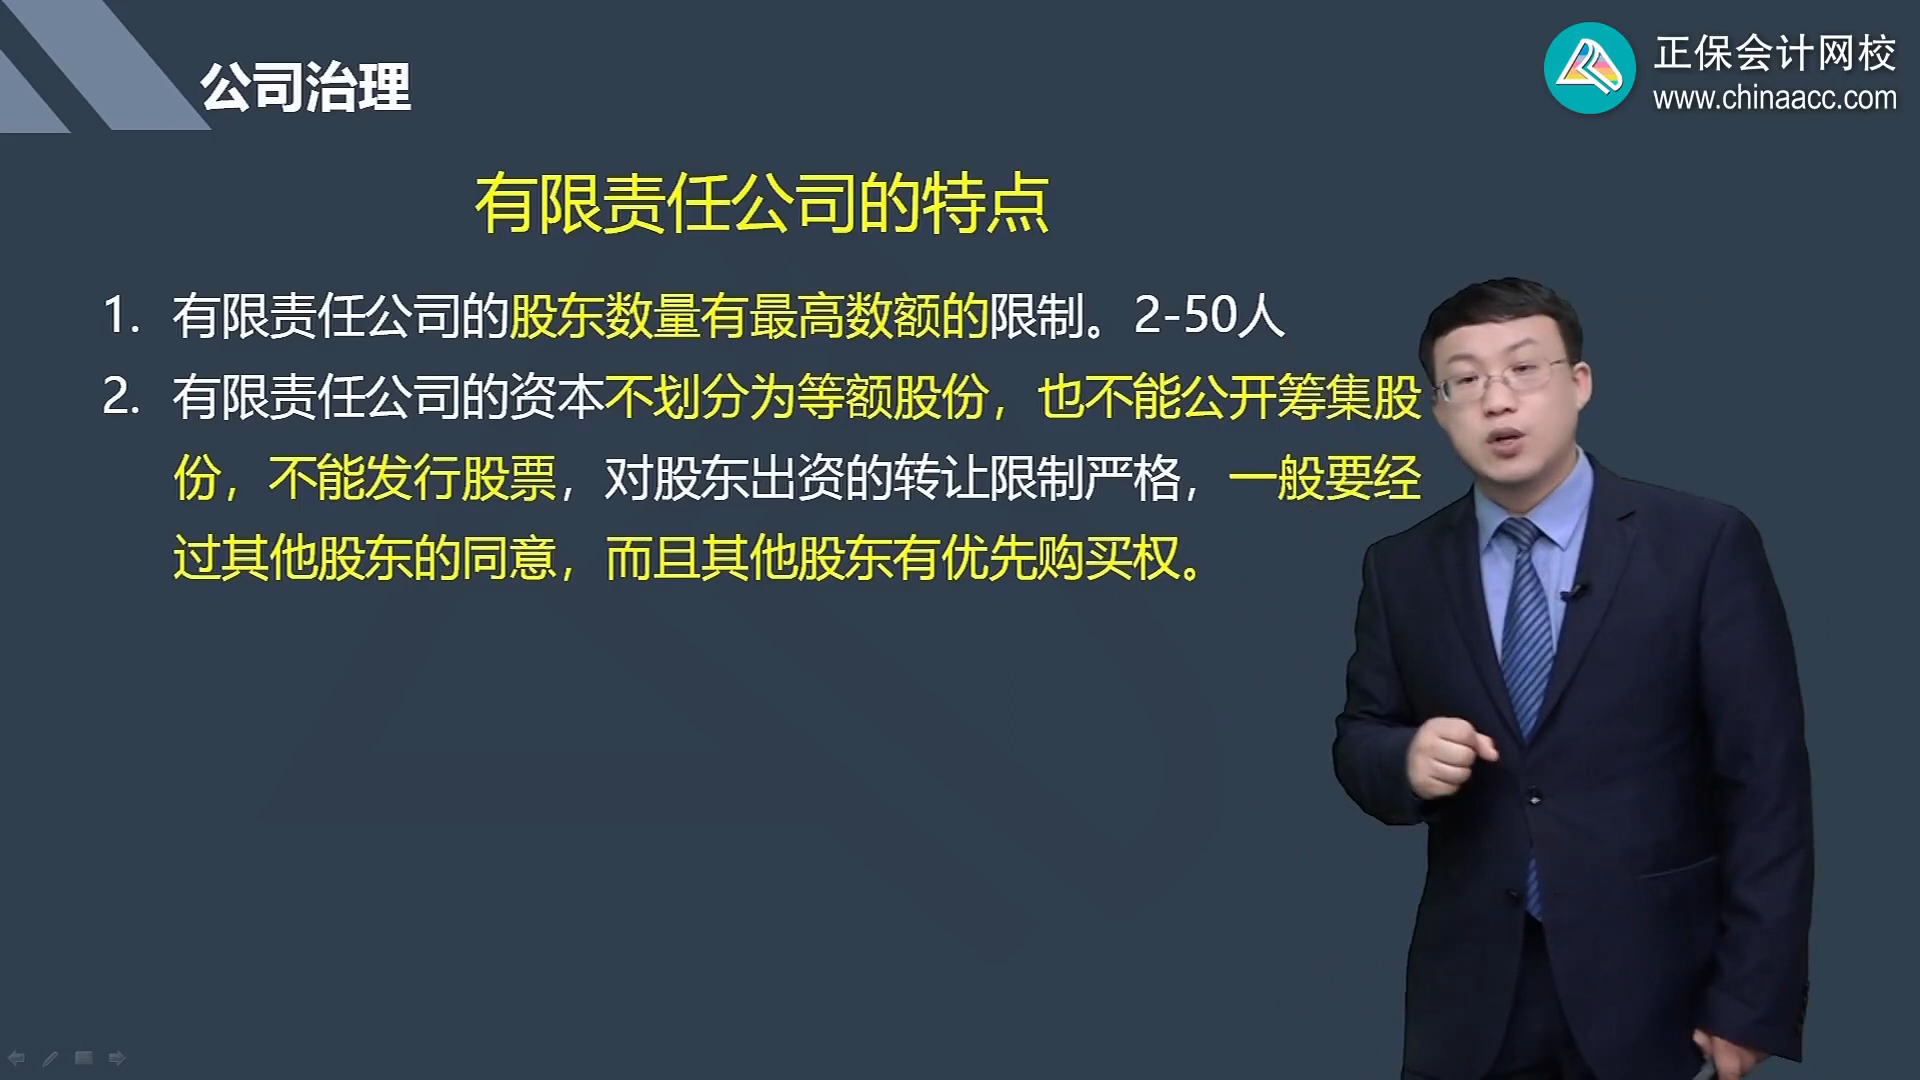 公司治理
正保会计网校
www.chinaacc.com
有限责任公司的特点
1. 有限责任公司的股东数量有最高数额的限制。2-50人
2. 有限责任公司的资本不划分为等额股份，也不能公开筹集股
份，不能发行股票，对股东出资的转让限制严格，一般要经
过其他股东的同意，而且其他股东有优先购买权。